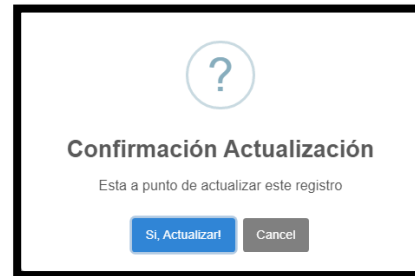 ?
Confirmación Actualización
Esta a punto de actualizar este registro
Si, Actualizar!
Cancel